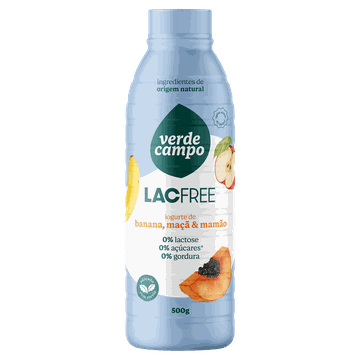 ingredientes de
origem natural
verde
campo
LACFREE
iogurte de
banana, maçã & mamão
0% lactose
0% açúcares*
0% gordura
500g